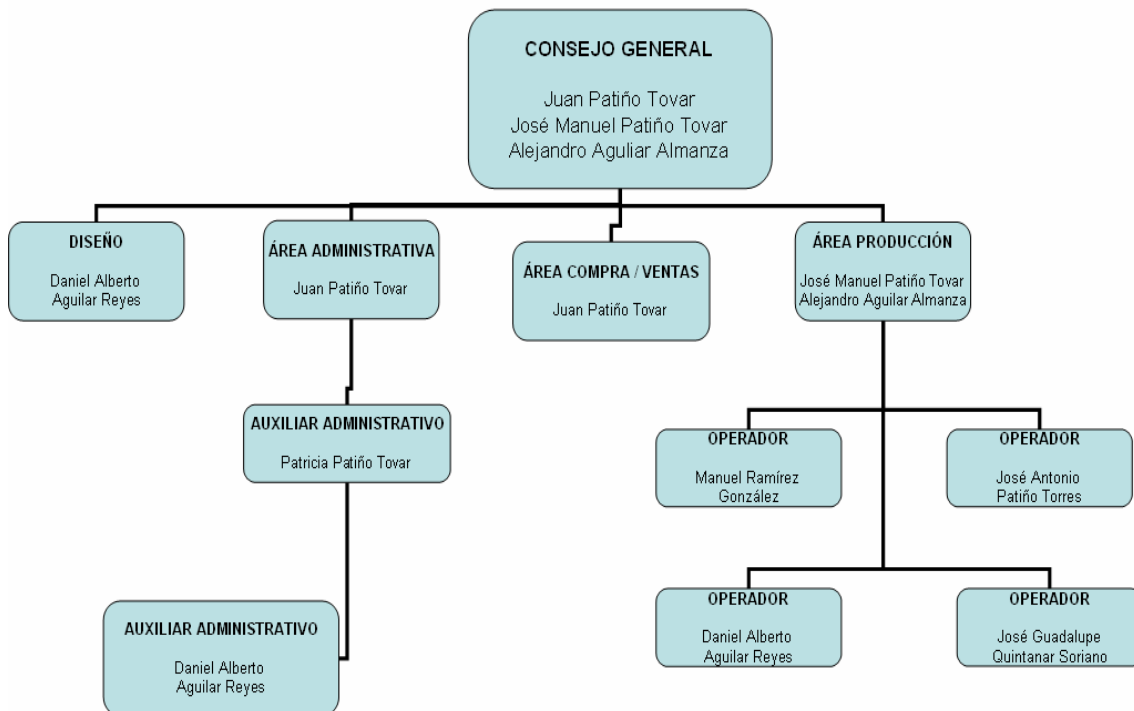 CONSEJO GENERAL
Juan Patiño Tovar
José Manuel Patiño Tovar
Alejandro Aguliar Almanza
DISEÑO
Daniel Alberto
Aguilar Reyes
ÁREA ADMINISTRATIVA
Juan Patiño Tovar
ÁREA COMPRA / VENTAS
Juan Patiño Tovar
ÁREA PRODUCCIÓN
José Manuel Patiño Tovar
Alejandro Aguilar Almanza
AUXILIAR ADMINISTRATIVO
Patricia Patiño Tovar
OPERADOR
Manuel Ramírez
González
OPERADOR
José Antonio
Patiño Torres
AUXILIAR ADMINISTRATIVO
Daniel Alberto
Aguilar Reyes
OPERADOR
Daniel Alberto
Aguilar Reyes
OPERADOR
José Guadalupe
Quintanar Soriano